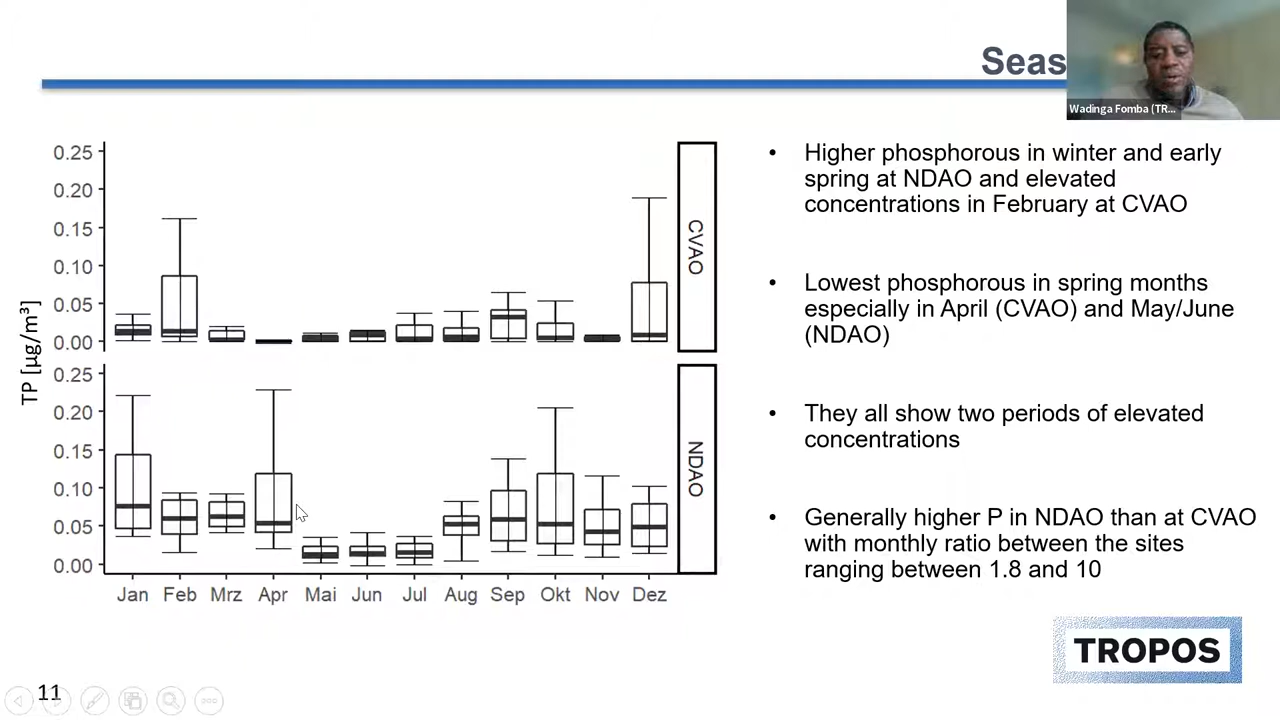 Seas
Wadinga Fomba (TR...
TP [µg/m³]
0.25
0.20
0.15
0.10
0.05
0.00
CVAO
0.25
0.20
0.15
0.10
0.05
0.00
NDAO
Jan Feb Mrz Apr Mai Jun Jul Aug Sep Okt Nov Dez
• Higher phosphorous in winter and early
spring at NDAO and elevated
concentrations in February at CVAO
• Lowest phosphorous in spring months
especially in April (CVAO) and May/June
(NDAO)
• They all show two periods of elevated
concentrations
• Generally higher P in NDAO than at CVAO
with monthly ratio between the sites
ranging between 1.8 and 10
TROPOS
11